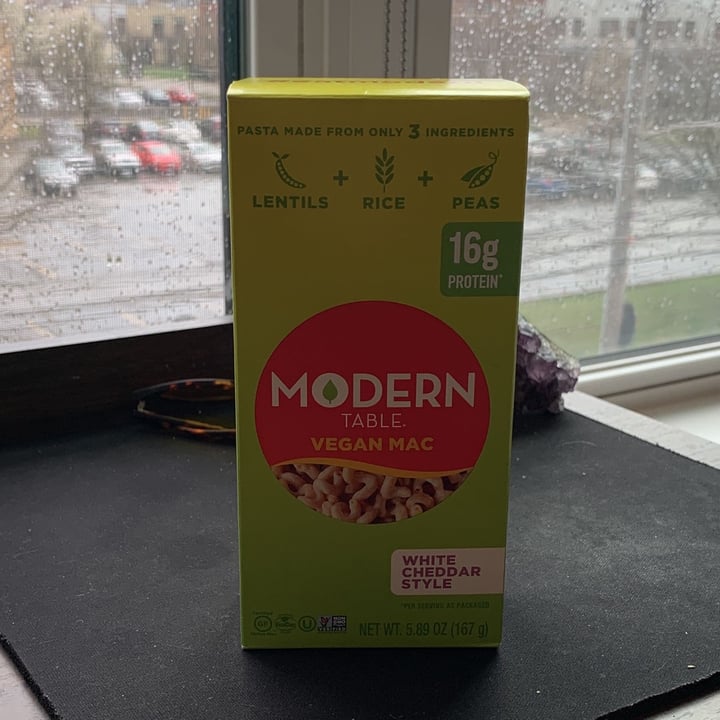 PASTA MADE FROM ONLY 3 INGREDIENTS
LENTILS + RICE + PEAS
16g
PROTEIN*
MODERN
TABLE.
VEGAN MAC
WHITE
CHEDDAR
STYLE
*PER SERVING AS PACKAGED
NET WT. 5.89 OZ (167 g)